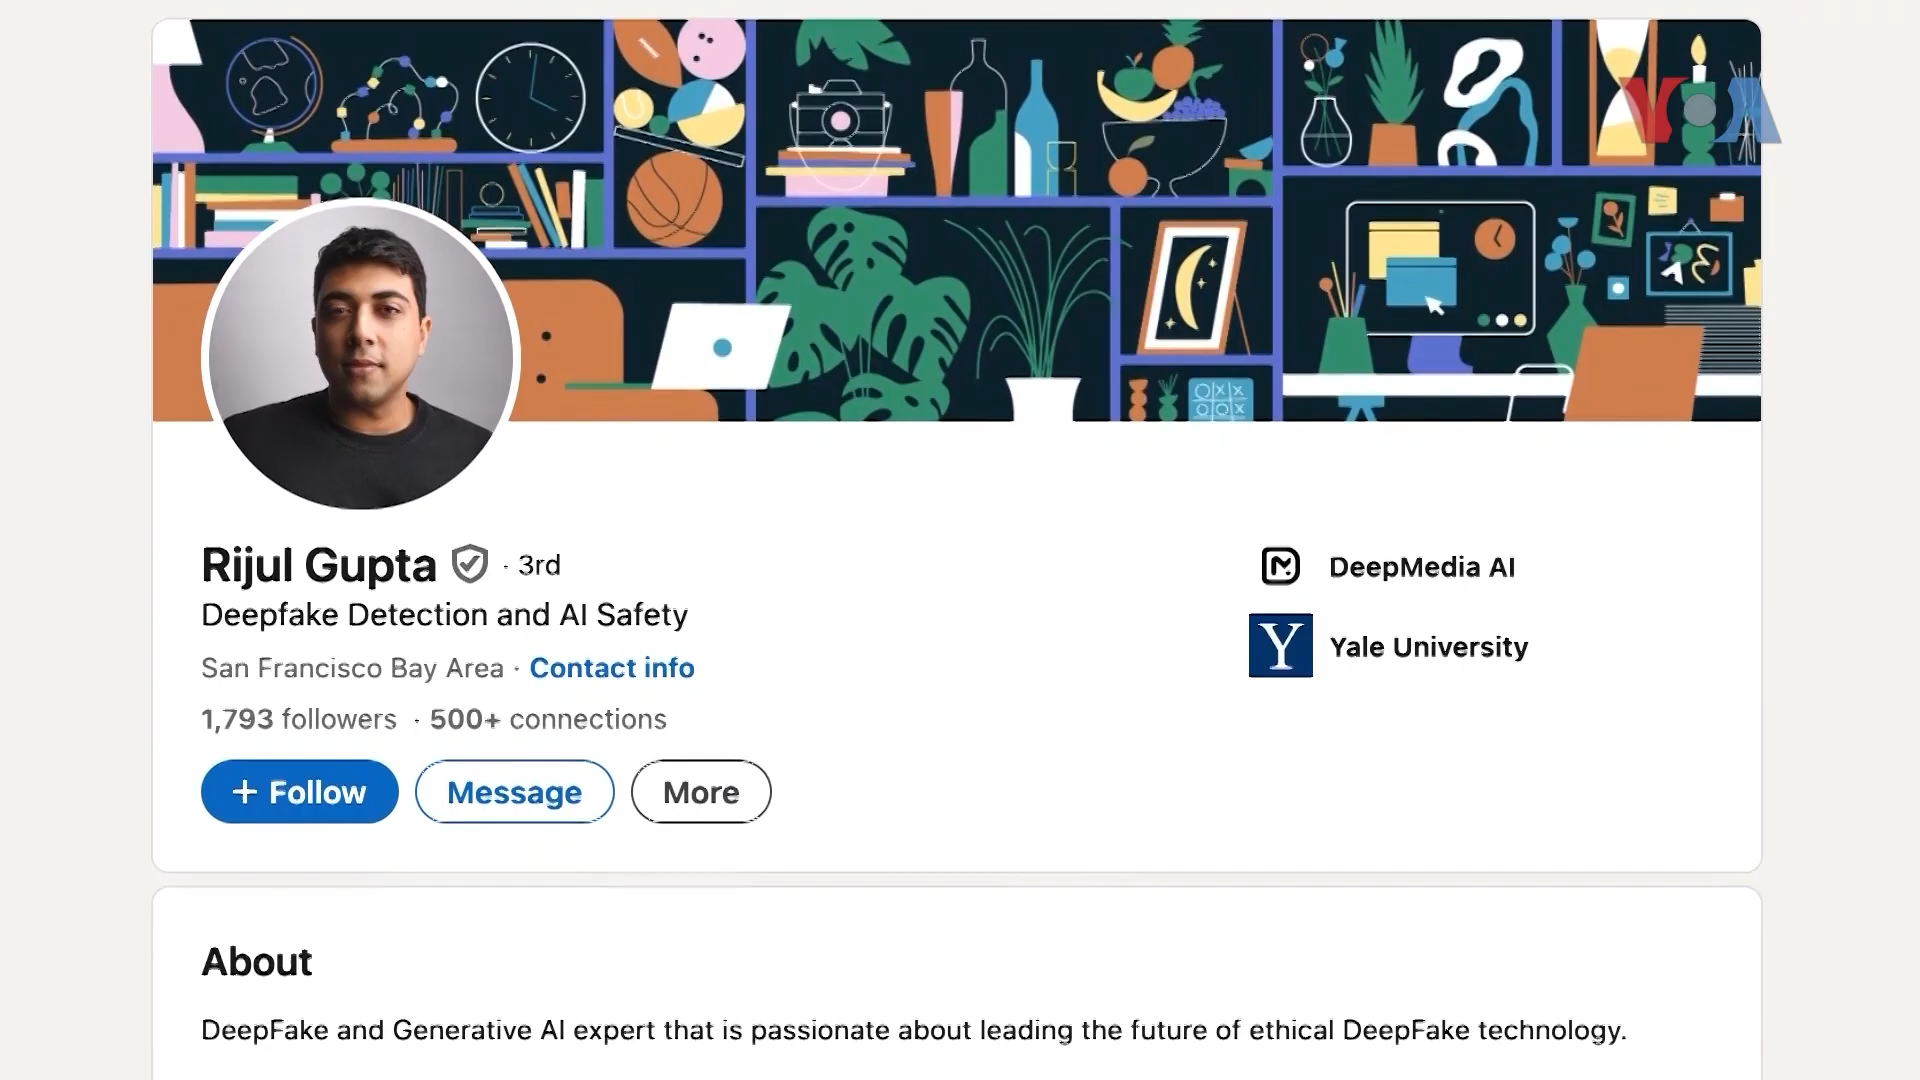 VOA
Rijul Gupta · 3rd
Deepfake Detection and AI Safety
San Francisco Bay Area · Contact info
1,793 followers · 500+ connections
+ Follow
Message
More
DeepMedia AI
Y
Yale University
About
DeepFake and Generative AI expert that is passionate about leading the future of ethical DeepFake technology.